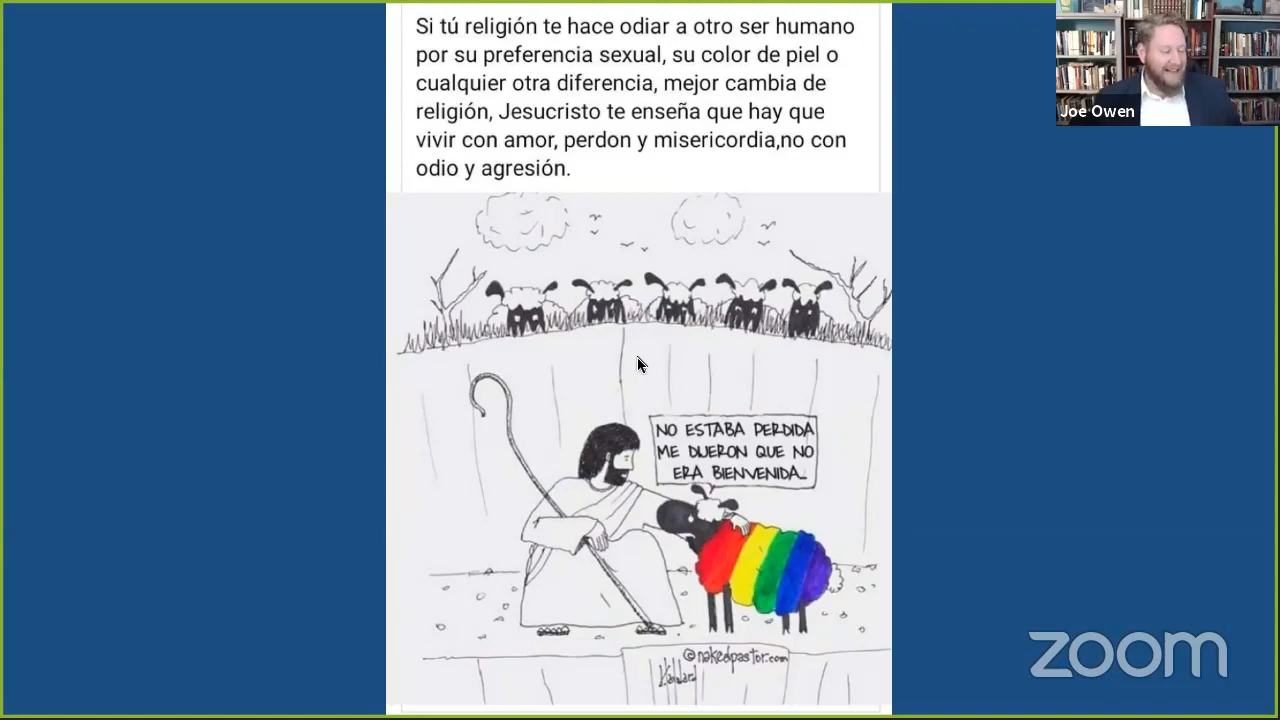 Si tú religión te hace odiar a otro ser humano
por su preferencia sexual, su color de piel o
cualquier otra diferencia, mejor cambia de
religión, Jesucristo te enseña que hay que
vivir con amor, perdon y misericordia,no con
odio y agresión.
Joe Owen
NO ESTABA PERDIDA
ME DIJERON QUE NO
ERA BIENVENIDA...
©nakedpastor.com
zoom